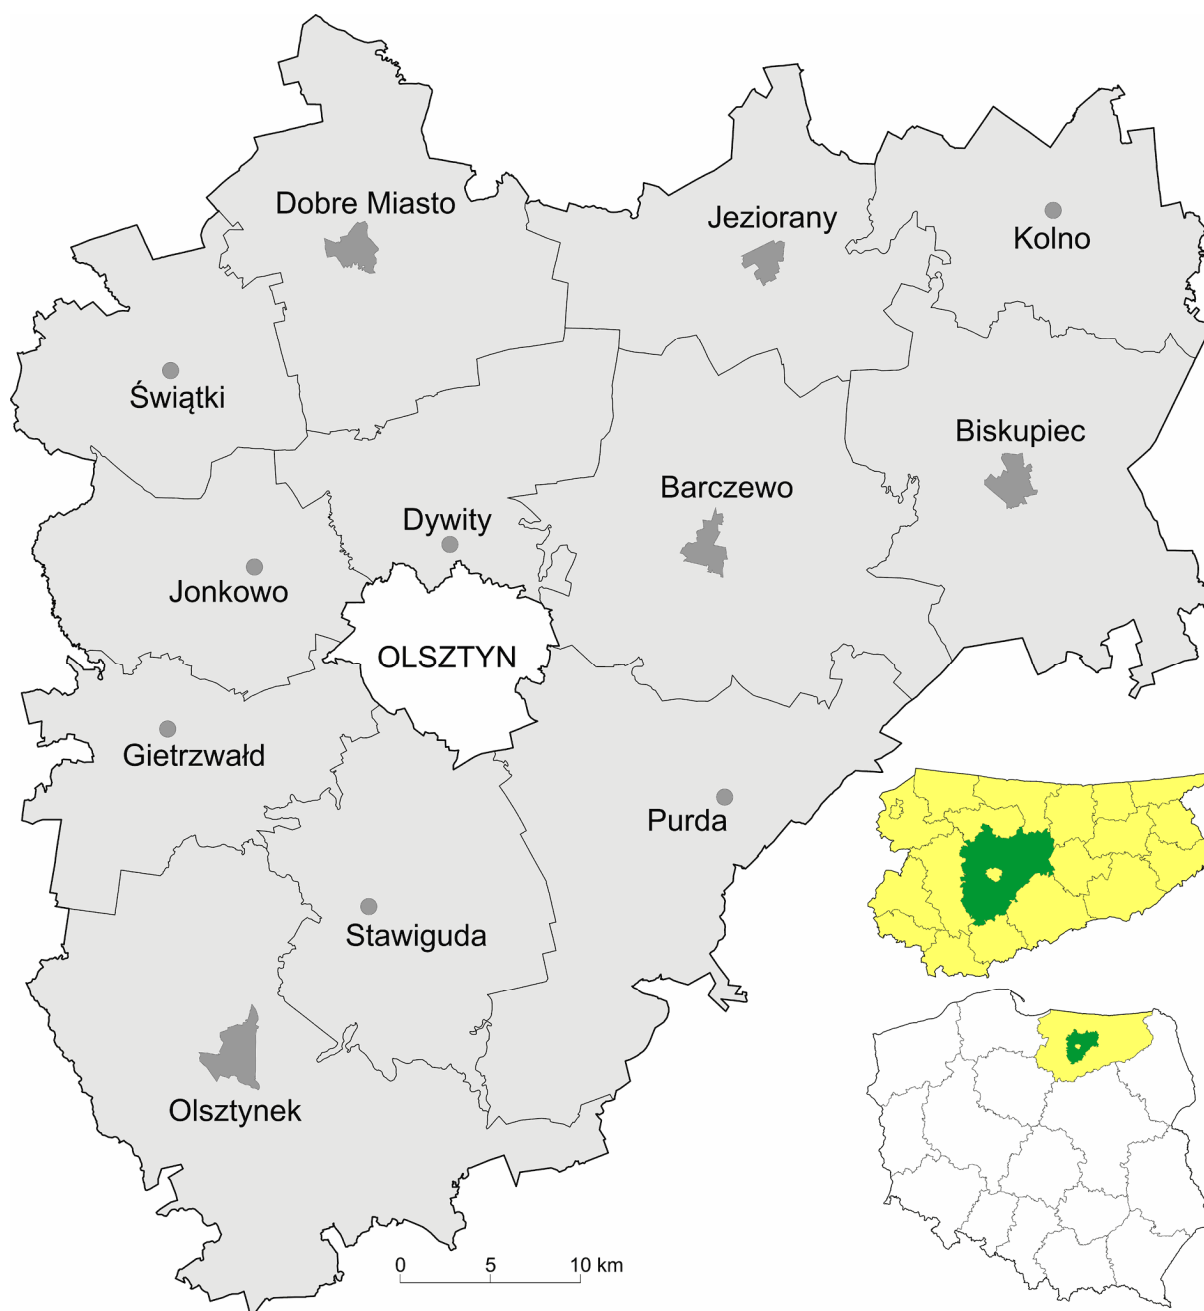 Dobre Miasto
Jeziorany
Kolno
Świątki
Biskupiec
Barczewo
Dywity
Jonkowo
OLSZTYN
Gietrzwałd
Purda
Stawiguda
Olsztynek
0 5 10 km